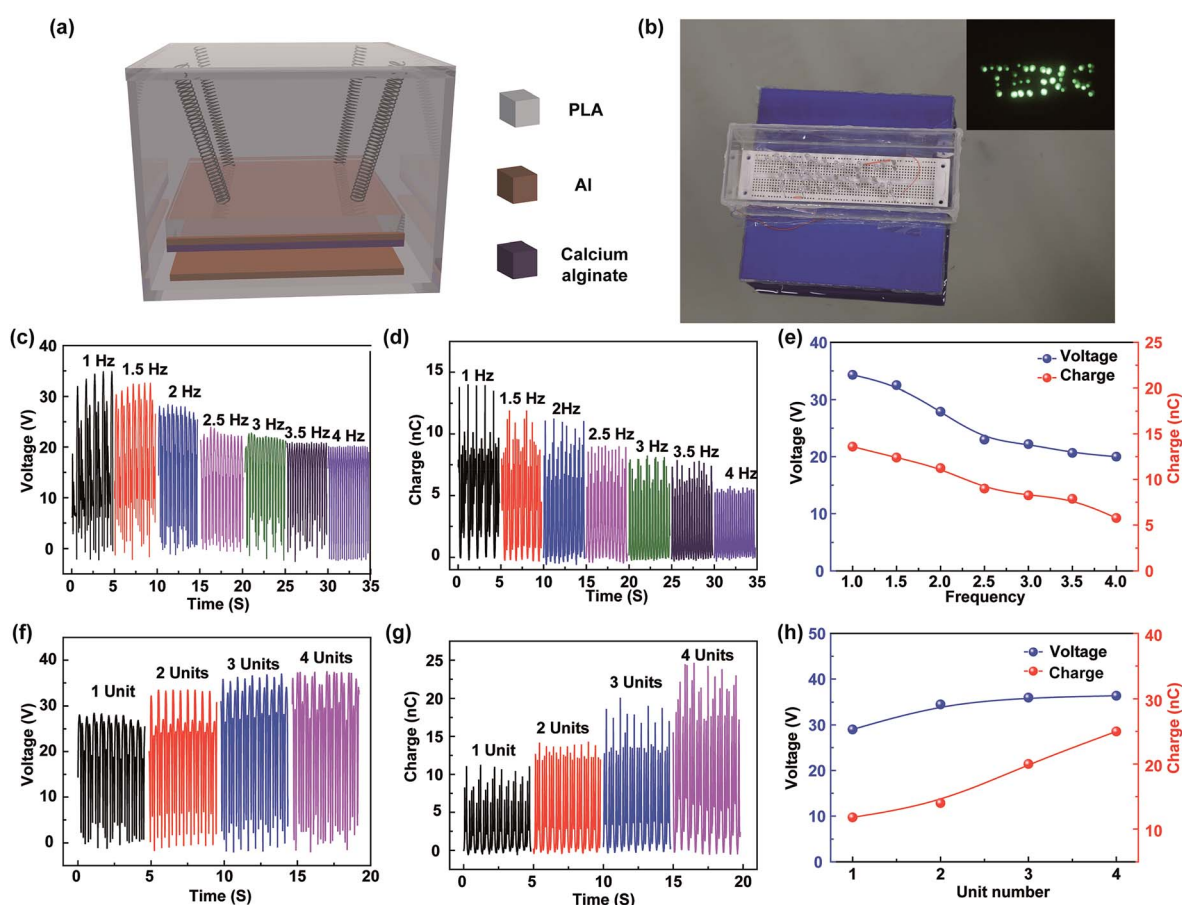 (a)
PLA
Al
Calcium
alginate
(b)
(c)
Voltage (V)
40
30
20
10
0
1 Hz
1.5 Hz
2 Hz
2.5 Hz
3 Hz
3.5 Hz
4 Hz
0 5 10 15 20 25 30 35
Time (S)
(d)
Charge (nC)
15
10
5
0
1 Hz
1.5 Hz
2Hz
2.5 Hz
3 Hz
3.5 Hz
4 Hz
0 5 10 15 20 25 30 35
Time (S)
(e)
Voltage (V)
40
30
20
10
0
Voltage
Charge
25
20
15
10
5
0
Charge (nC)
1.0 1.5 2.0 2.5 3.0 3.5 4.0
Frequency
(f)
Voltage (V)
40
30
20
10
0
1 Unit
2 Units
3 Units
4 Units
0 5 10 15 20
Time (S)
(g)
Charge (nC)
25
20
15
10
5
0
1 Unit
2 Units
3 Units
4 Units
0 5 10 15 20
Time (S)
(h)
Voltage (V)
50
40
30
20
10
0
Voltage
Charge
40
30
20
10
Charge (nC)
1 2 3 4
Unit number